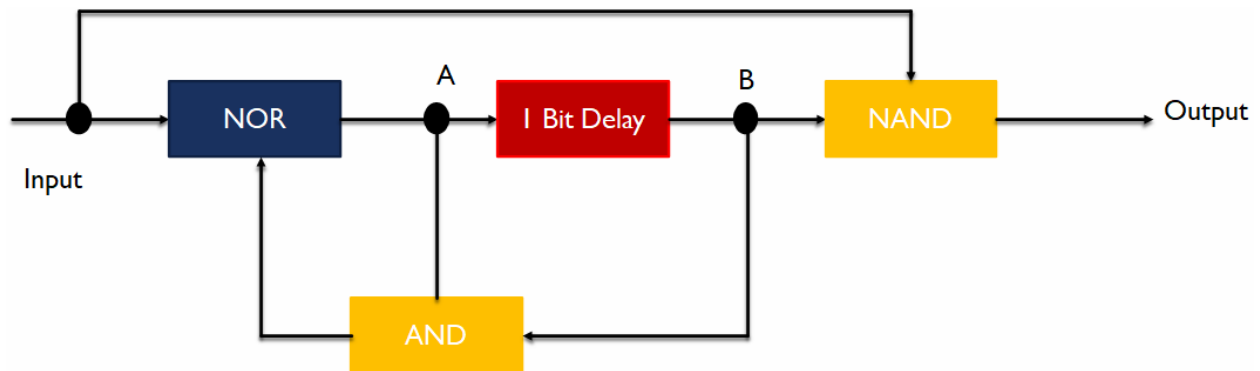 A
B
NOR
1 Bit Delay
NAND
Output
Input
AND